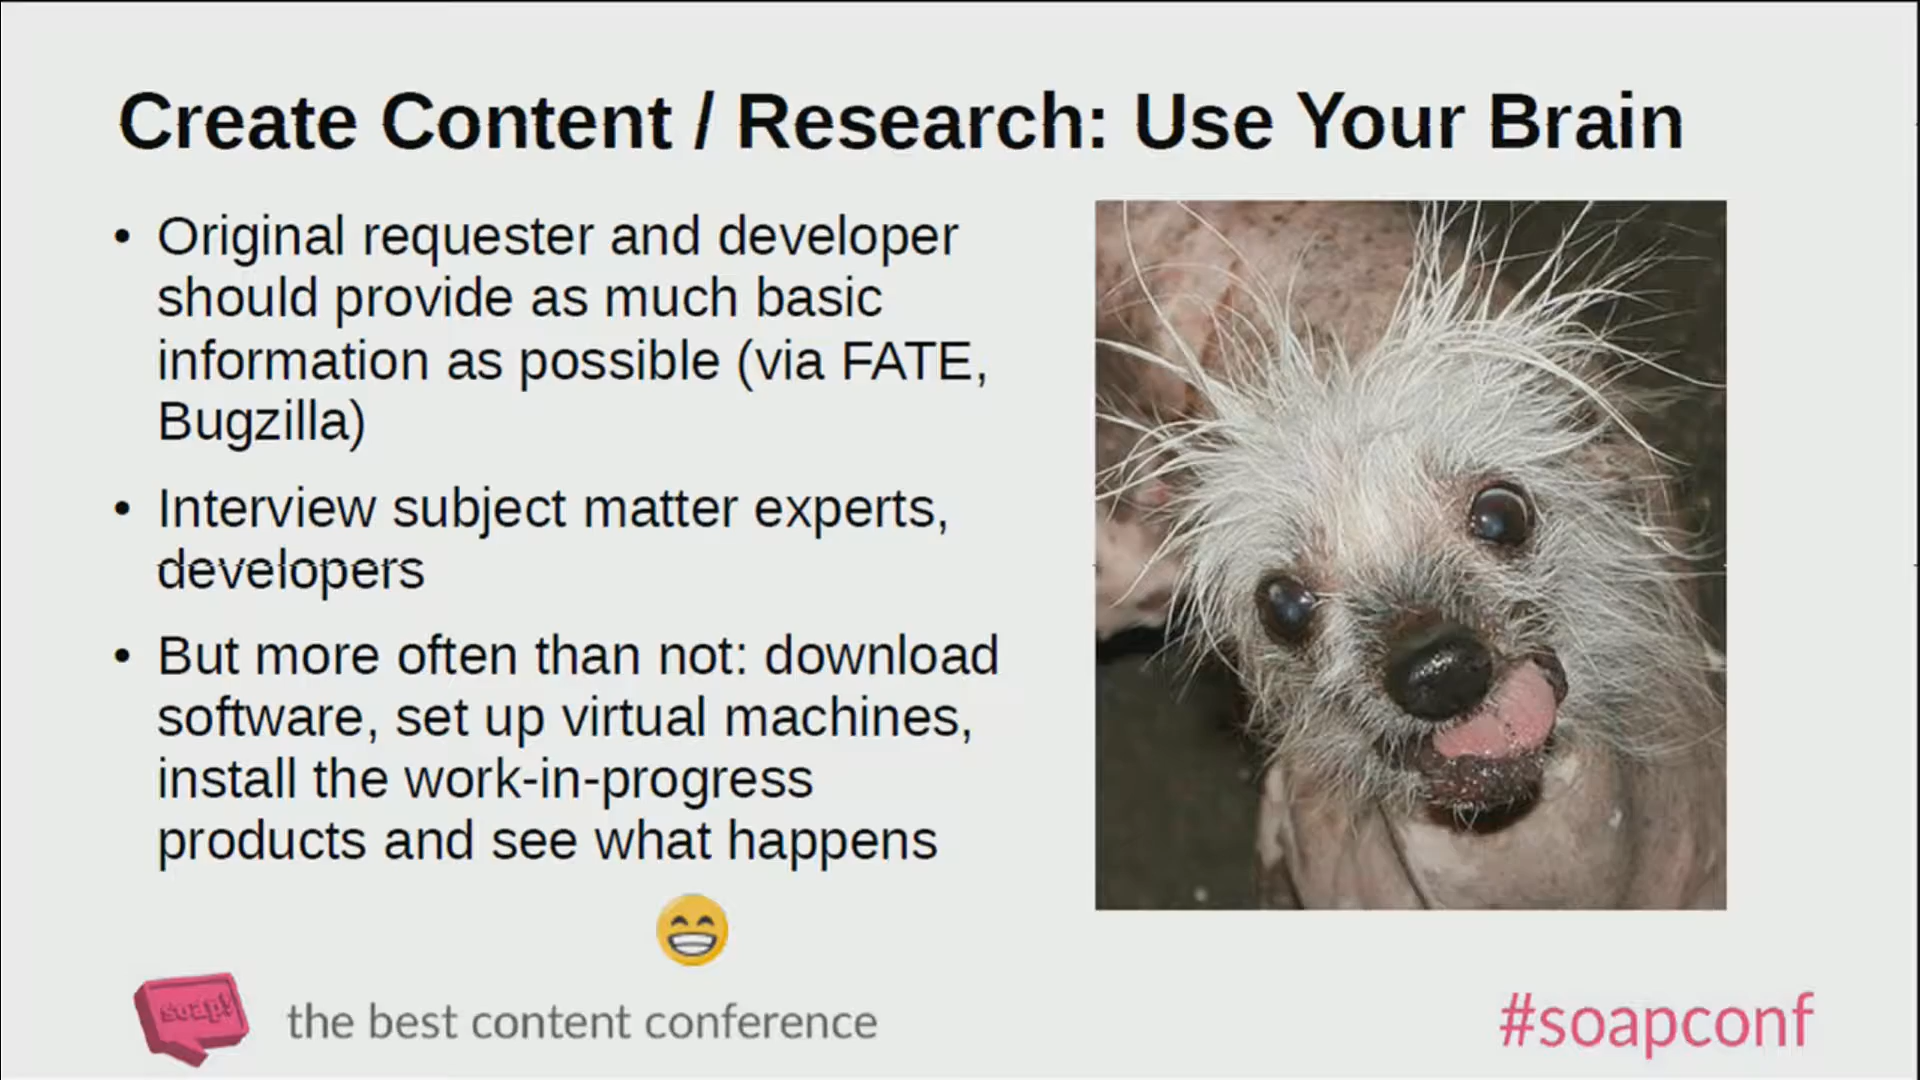 Create Content / Research: Use Your Brain
• Original requester and developer
should provide as much basic
information as possible (via FATE,
Bugzilla)
• Interview subject matter experts,
developers
• But more often than not: download
software, set up virtual machines,
install the work-in-progress
products and see what happens
soap!
the best content conference
#soapconf